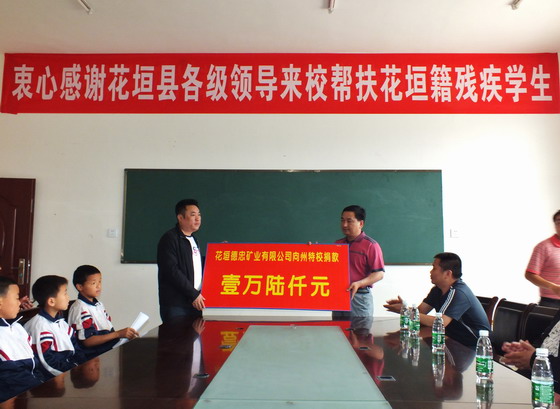 衷心感谢花垣县各级领导来校帮扶花垣籍残疾学生
花垣德忠矿业有限公司向州特校捐款
壹万陆仟元